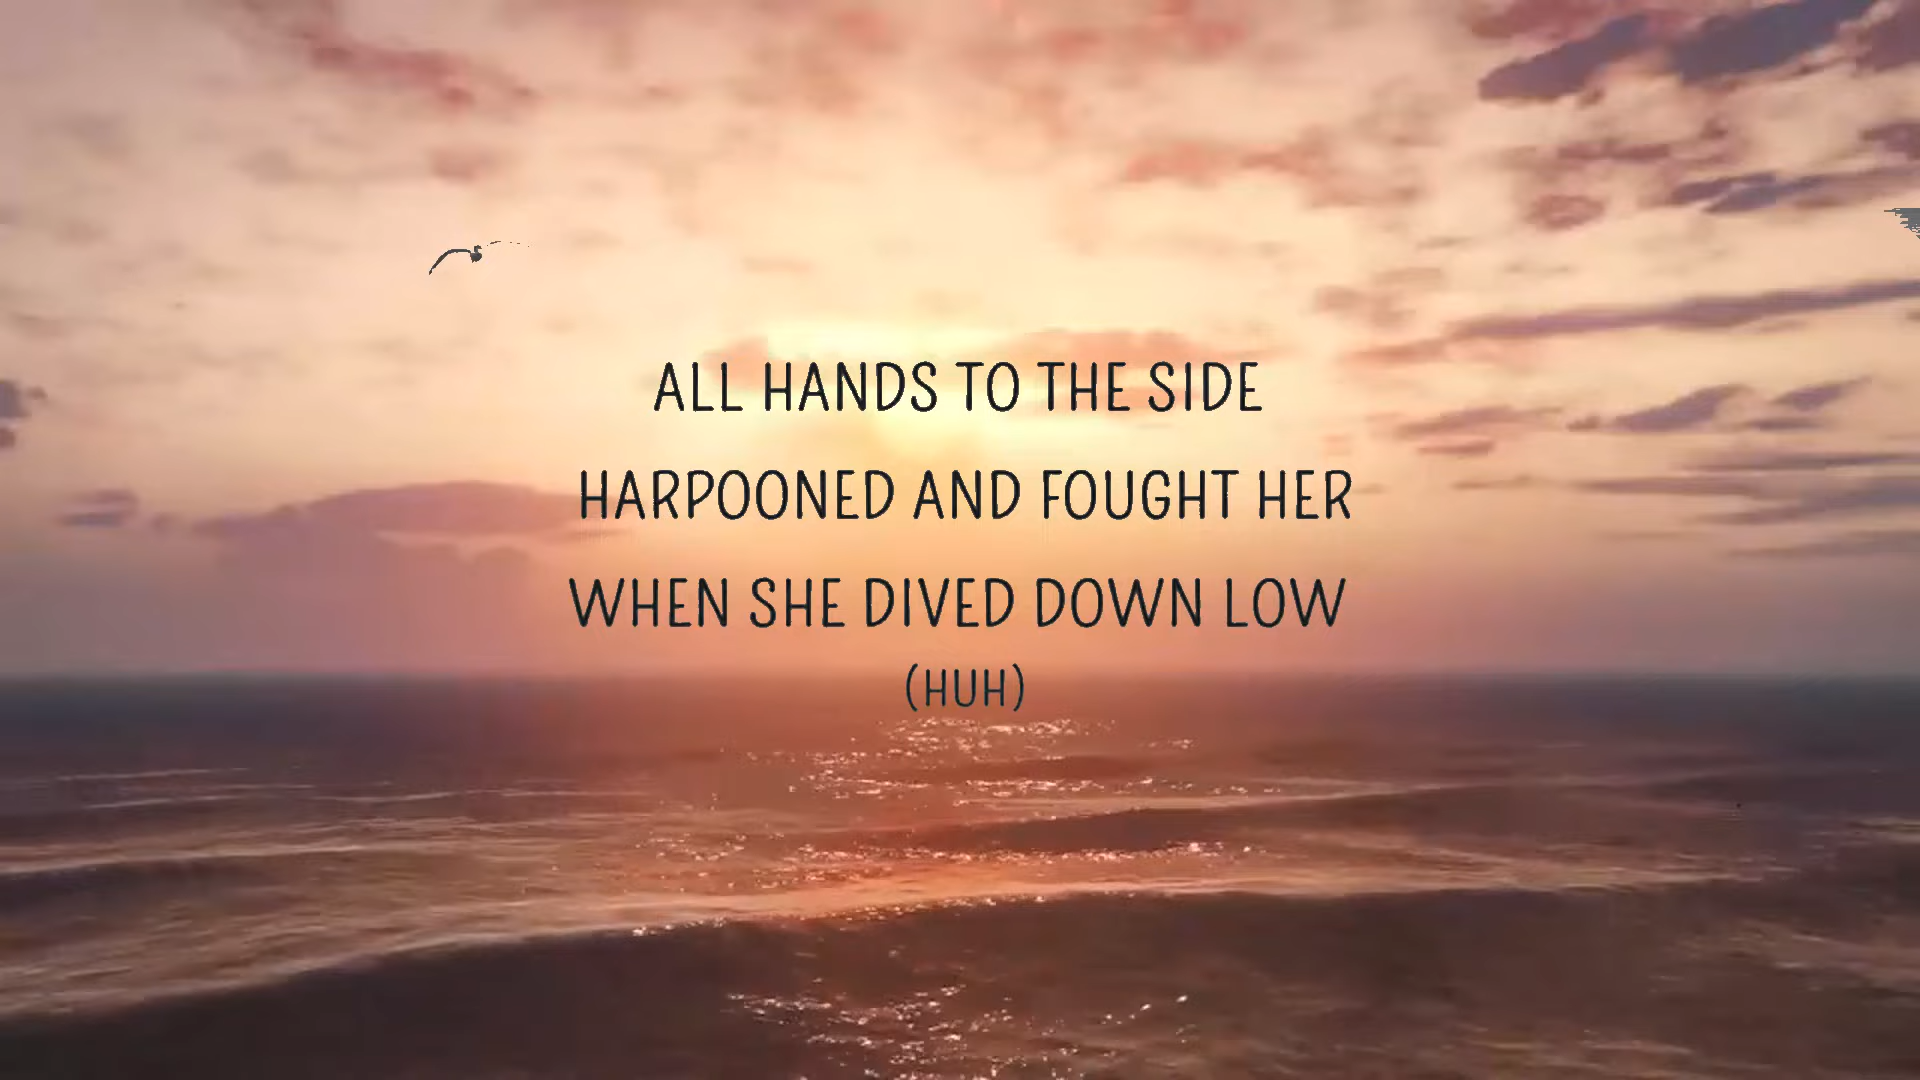 ALL HANDS TO THE SIDE
HARPOONED AND FOUGHT HER
WHEN SHE DIVED DOWN LOW
(HUH)